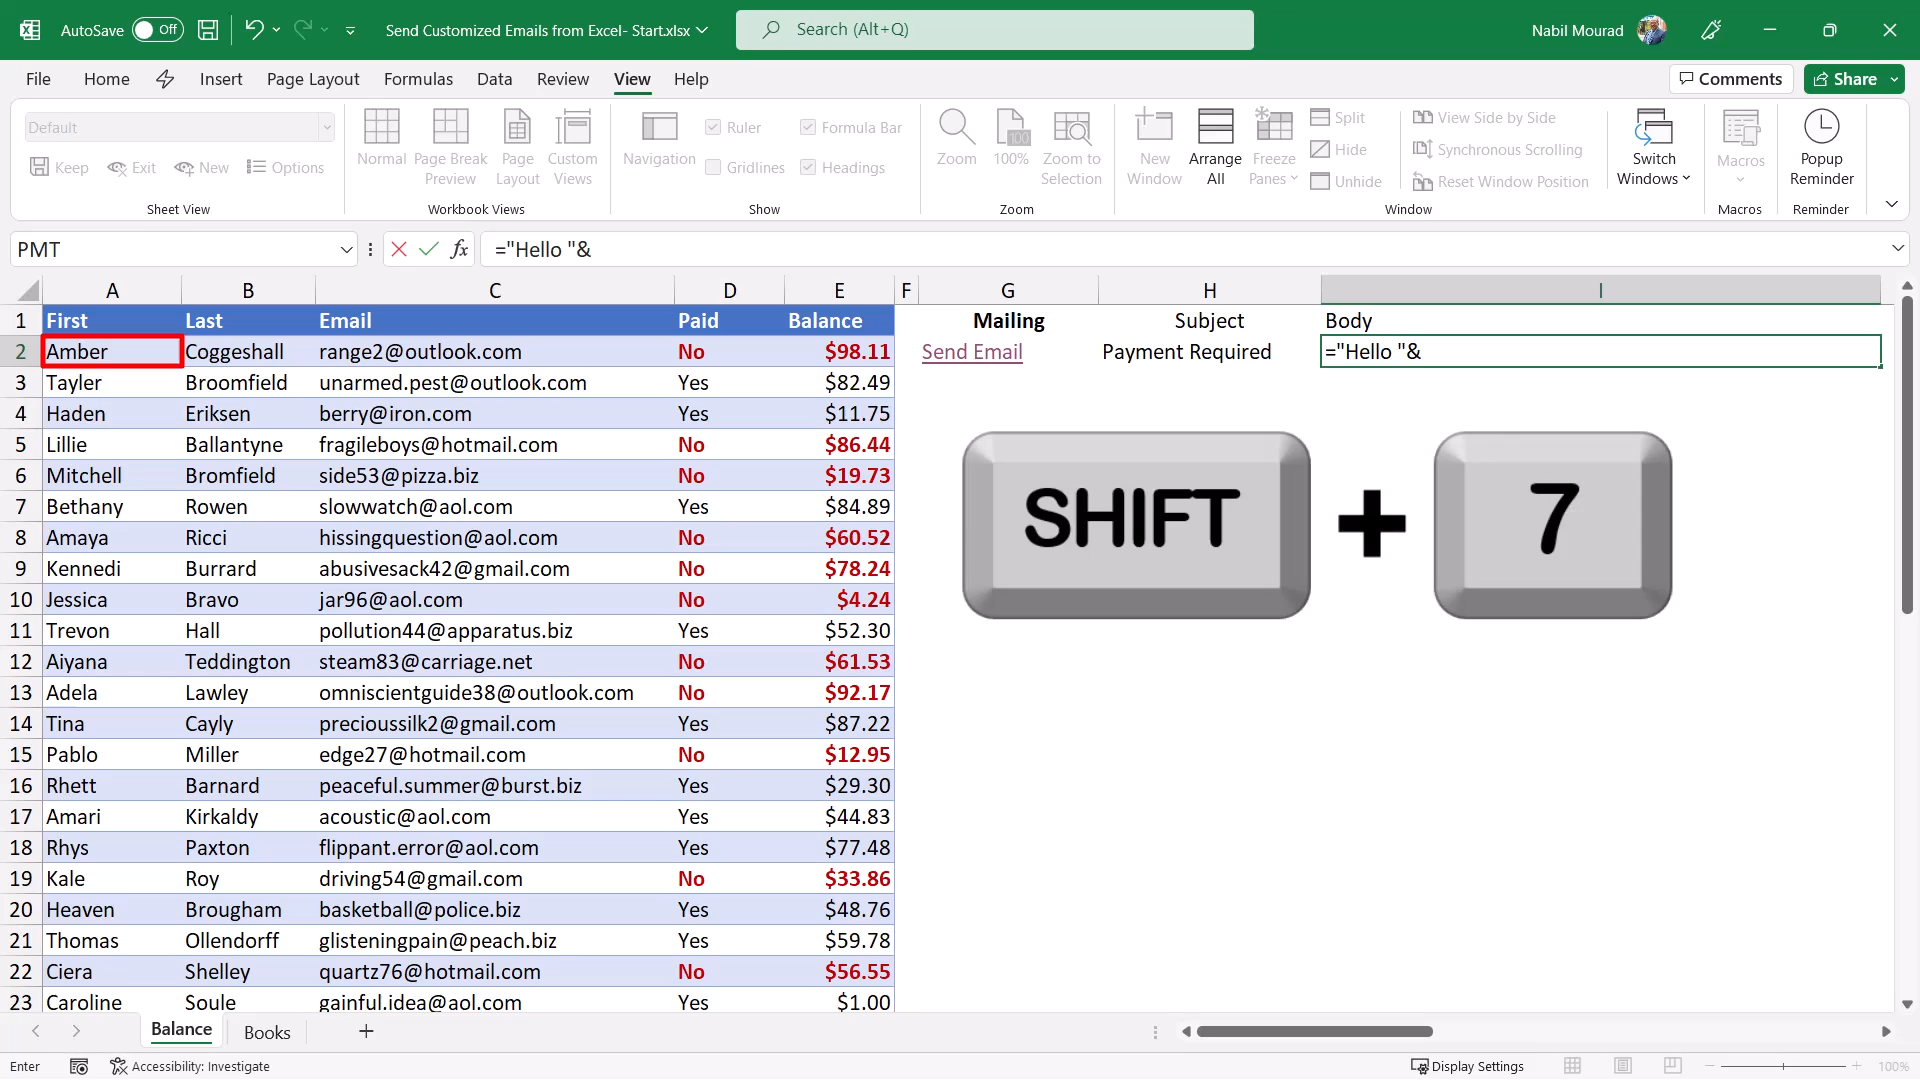 AutoSave Off Send Customized Emails from Excel- Start.xlsx Search (Alt+Q) Nabil Mourad
File Home Insert Page Layout Formulas Data Review View Help Comments Share
Default
Keep Exit New Options
Sheet View
Normal Page Break Preview Page Layout Custom Views
Workbook Views
Navigation Ruler Formula Bar
Gridlines Headings
Show
Zoom 100 100% Zoom to Selection
Zoom
New Window Arrange All Freeze Panes
Split
Hide
Unhide
View Side by Side
Synchronous Scrolling
Reset Window Position
Switch Windows
Window
Macros
Macros
Popup Reminder
Reminder
PMT fx ="Hello "&
A B C D E F G H I
1 First Last Email Paid Balance Mailing Subject Body
2 Amber Coggeshall range2@outlook.com No $98.11 Send Email Payment Required ="Hello "&
3 Tayler Broomfield unarmed.pest@outlook.com Yes $82.49
4 Haden Eriksen berry@iron.com Yes $11.75
5 Lillie Ballantyne fragileboys@hotmail.com No $86.44
6 Mitchell Bromfield side53@pizza.biz No $19.73
7 Bethany Rowen slowwatch@aol.com Yes $84.89
8 Amaya Ricci hissingquestion@aol.com No $60.52
9 Kennedi Burrard abusivesack42@gmail.com No $78.24
10 Jessica Bravo jar96@aol.com No $4.24
11 Trevon Hall pollution44@apparatus.biz Yes $52.30
12 Aiyana Teddington steam83@carriage.net No $61.53
13 Adela Lawley omniscientguide38@outlook.com No $92.17
14 Tina Cayly precioussilk2@gmail.com Yes $87.22
15 Pablo Miller edge27@hotmail.com No $12.95
16 Rhett Barnard peaceful.summer@burst.biz Yes $29.30
17 Amari Kirkaldy acoustic@aol.com Yes $44.83
18 Rhys Paxton flippant.error@aol.com Yes $77.48
19 Kale Roy driving54@gmail.com No $33.86
20 Heaven Brougham basketball@police.biz Yes $48.76
21 Thomas Ollendorff glisteningpain@peach.biz Yes $59.78
22 Ciera Shelley quartz76@hotmail.com No $56.55
23 Caroline Soule gainful.idea@aol.com Yes $1.00
SHIFT + 7
Balance Books
Enter Accessibility: Investigate Display Settings 100%